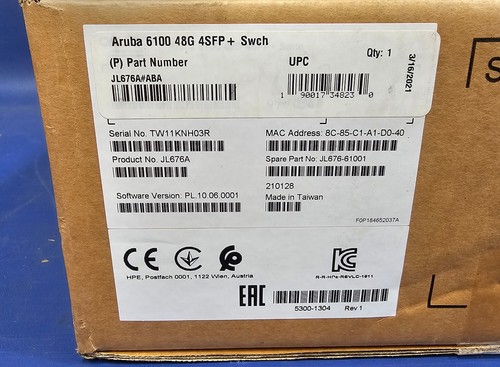 Aruba 6100 48G 4SFP+ Swch
(P) Part Number
JL676A#ABA
UPC
Qty: 1
3/16/2021
1 90017 34823 0
Serial No. TW11KNH03R
MAC Address: 8C-85-C1-A1-D0-40
Product No. JL676A
Spare Part No: JL676-61001
210128
Software Version: PL.10.06.0001
Made in Taiwan
F0P184652037A
CE
HPE, Postfach 0001, 1122 Wien, Austria
EAC
5300-1304 Rev 1
S